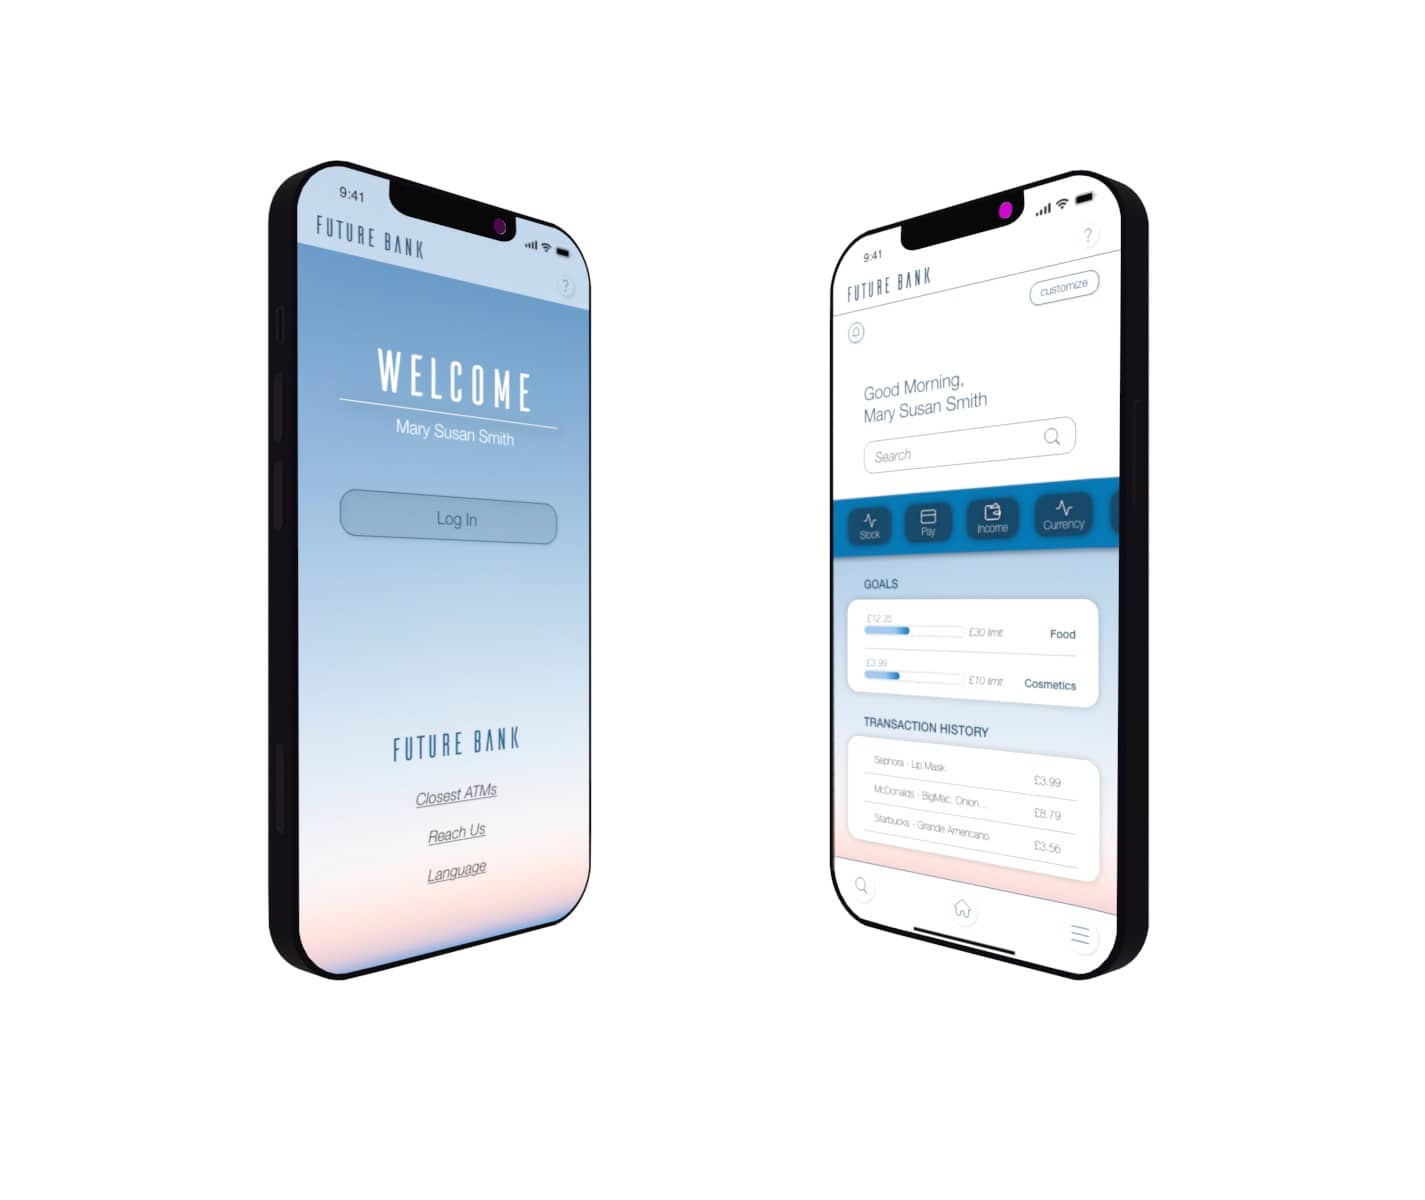 9:41
FUTURE BANK
?
WELCOME
Mary Susan Smith
Log In
FUTURE BANK
Closest ATMs
Reach Us
Language
9:41
?
FUTURE BANK
customize
Good Morning,
Mary Susan Smith
Search
Stock
Pay
Income
Currency
GOALS
£12.35
£30 limit
Food
£3.99
£10 limit
Cosmetics
TRANSACTION HISTORY
Sephora - Lip Mask
£3.99
McDonalds - BigMac, Onion...
£8.79
Starbucks - Grande Americano
£3.56